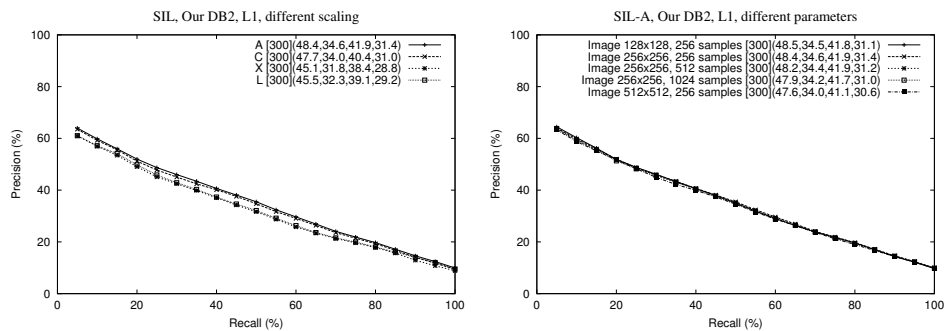 SIL, Our DB2, L1, different scaling
A [300](48.4,34.6,41.9,31.4)
C [300](47.7,34.0,40.4,31.0)
X [300](45.1,31.8,38.4,28.8)
L [300](45.5,32.3,39.1,29.2)
100
80
60
40
20
0
Precision (%)
0 20 40 60 80 100
Recall (%)
SIL-A, Our DB2, L1, different parameters
Image 128x128, 256 samples [300](48.5,34.5,41.8,31.1)
Image 256x256, 256 samples [300](48.4,34.6,41.9,31.4)
Image 256x256, 512 samples [300](48.2,34.4,41.9,31.2)
Image 256x256, 1024 samples [300](47.9,34.2,41.7,31.0)
Image 512x512, 256 samples [300](47.6,34.0,41.1,30.6)
100
80
60
40
20
0
Precision (%)
0 20 40 60 80 100
Recall (%)